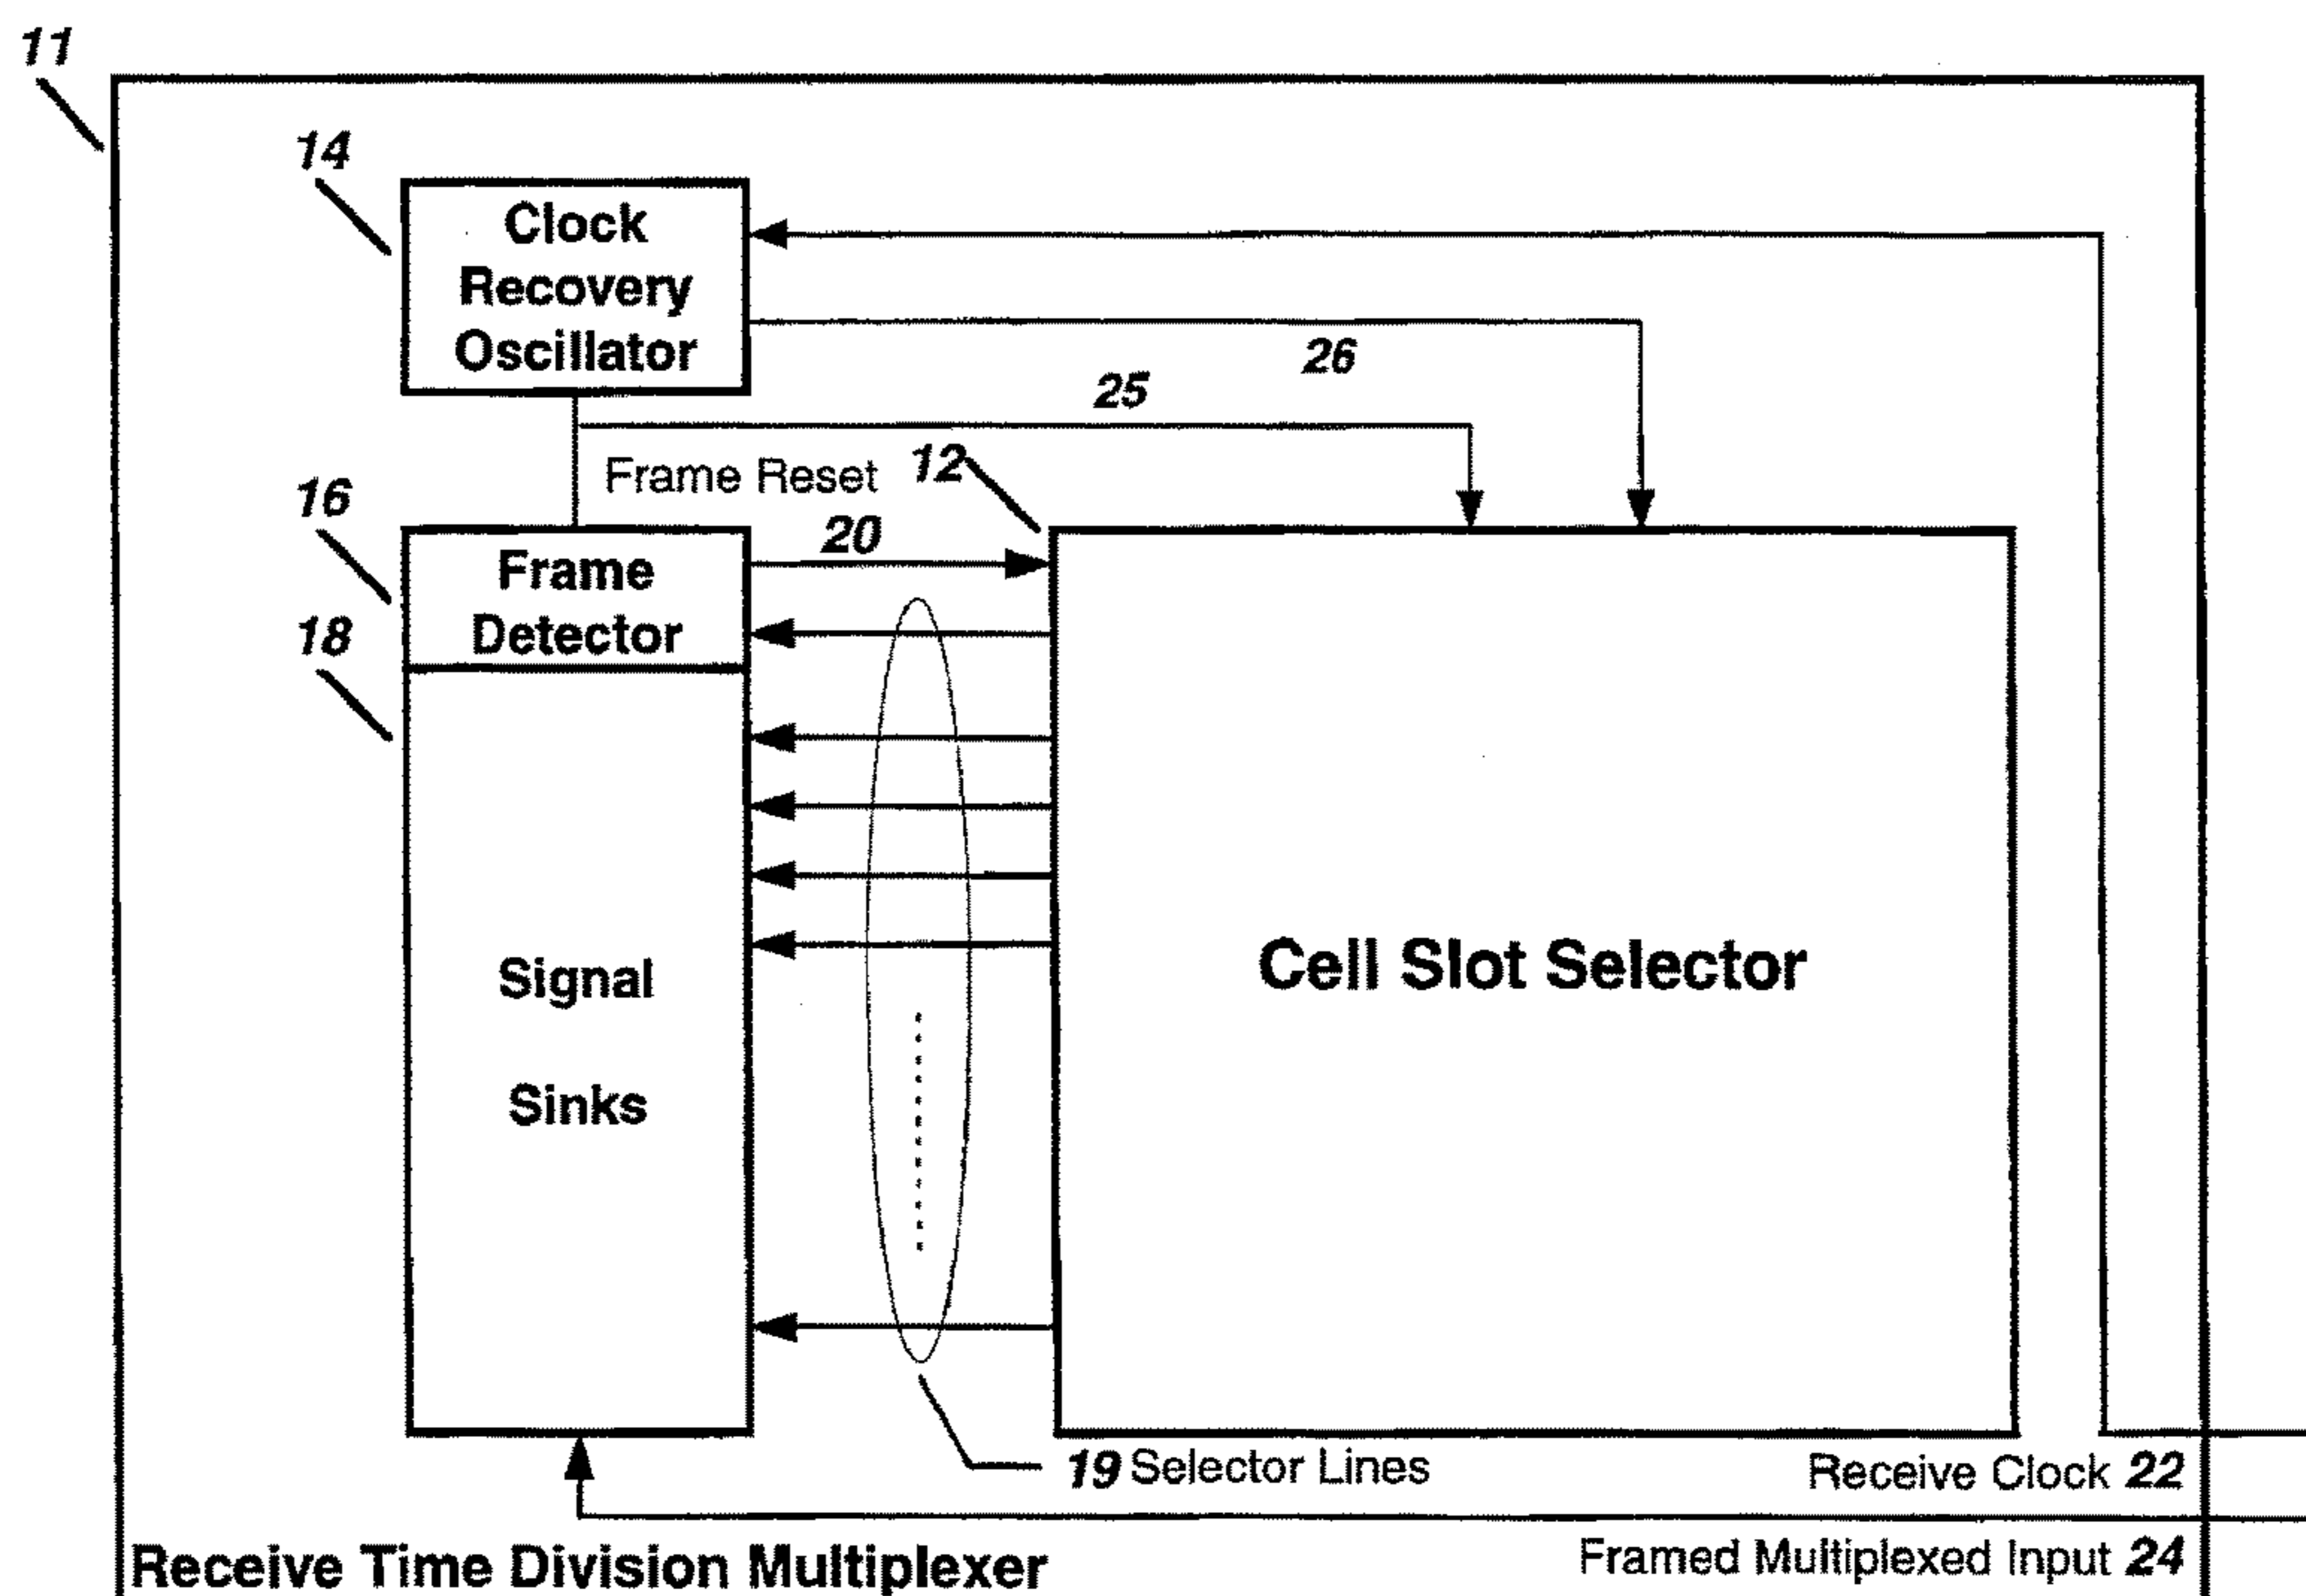 11
14
Clock
Recovery
Oscillator
26
25
Frame Reset
12
16
20
Frame
Detector
18
Cell Slot Selector
Signal
Sinks
19 Selector Lines
Receive Clock 22
Receive Time Division Multiplexer
Framed Multiplexed Input 24